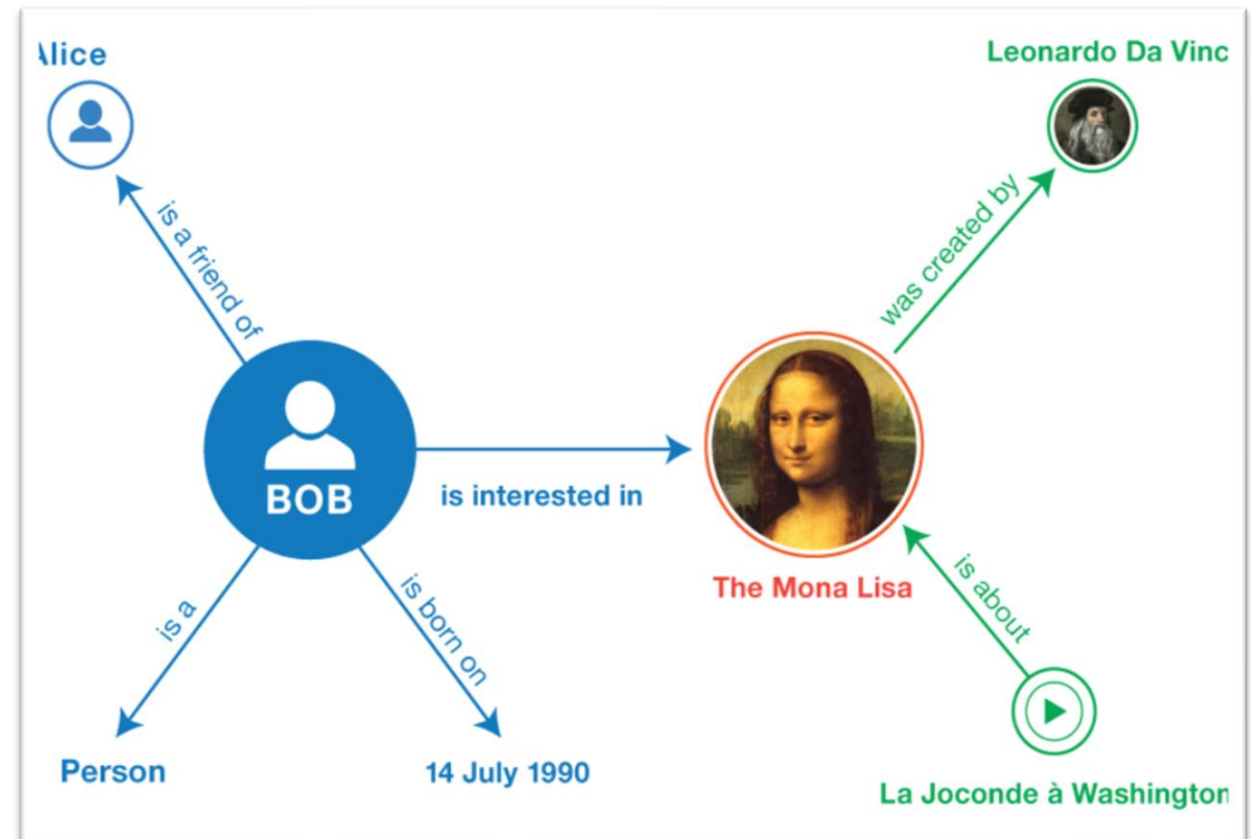 Alice
Leonardo Da Vinc
is a friend of
was created by
BOB
is interested in
The Mona Lisa
is a
is born on
is about
Person
14 July 1990
La Joconde à Washington